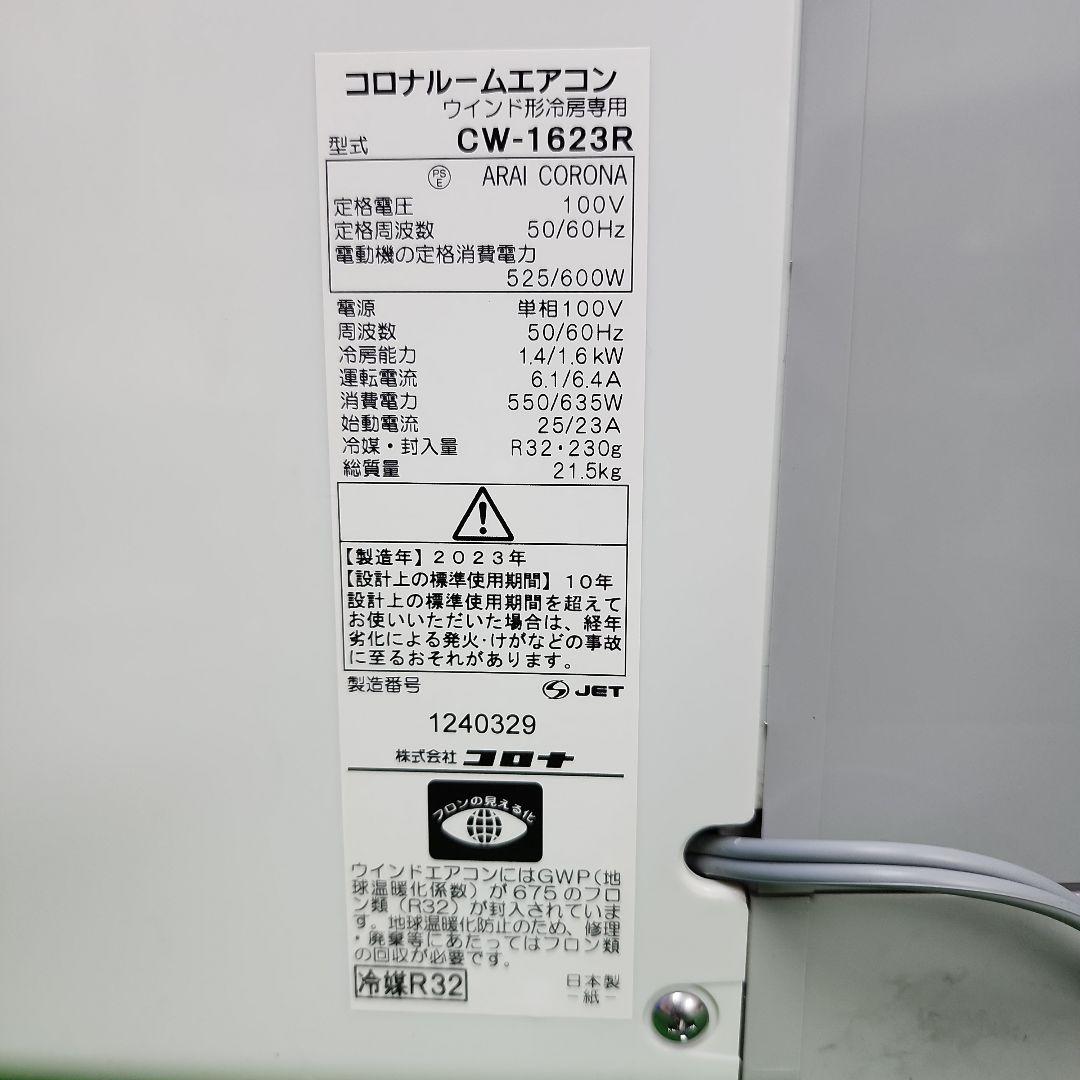 コロナルームエアコン
ウインド形冷房専用
型式 CW-1623R
PS E ARAI CORONA
定格電圧 100V
定格周波数 50/60Hz
電動機の定格消費電力
525/600W
電源 単相100V
周波数 50/60Hz
冷房能力 1.4/1.6kW
運転電流 6.1/6.4A
消費電力 550/635W
始動電流 25/23A
冷媒・封入量 R32・230g
総質量 21.5kg
【製造年】2023年
【設計上の標準使用期間】10年
設計上の標準使用期間を超えて
お使いいただいた場合は、経年
劣化による発火・けがなどの事故
に至るおそれがあります。
製造番号 JET
1240329
株式会社 コロナ
フロンの見える化
ウインドエアコンにはGWP(地
球温暖化係数)が675のフロ
ン類(R32)が封入されていま
す。地球温暖化防止のため、修理
・廃棄等にあたってはフロン類
の回収が必要です。
冷媒R32 日本製
-紙-